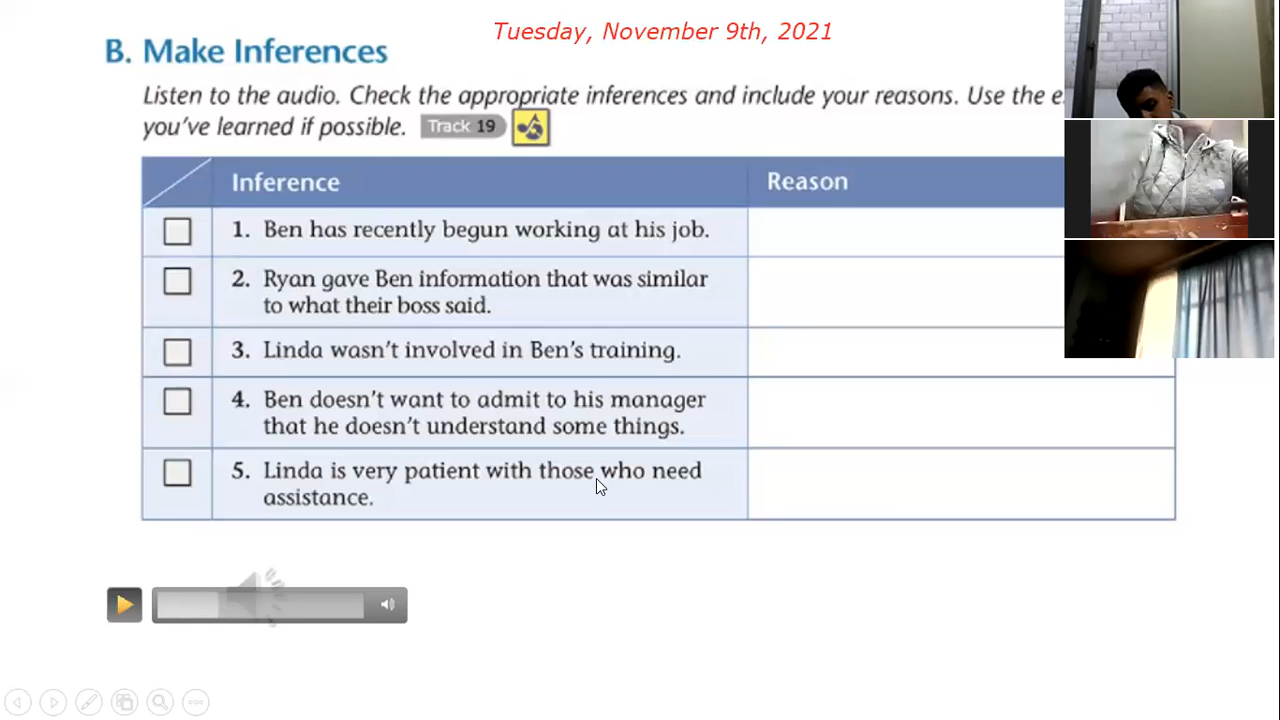 Tuesday, November 9th, 2021
B. Make Inferences
Listen to the audio. Check the appropriate inferences and include your reasons. Use the
you've learned if possible. Track 19
Inference Reason
1. Ben has recently begun working at his job.
2. Ryan gave Ben information that was similar
to what their boss said.
3. Linda wasn't involved in Ben's training.
4. Ben doesn't want to admit to his manager
that he doesn't understand some things.
5. Linda is very patient with those who need
assistance.